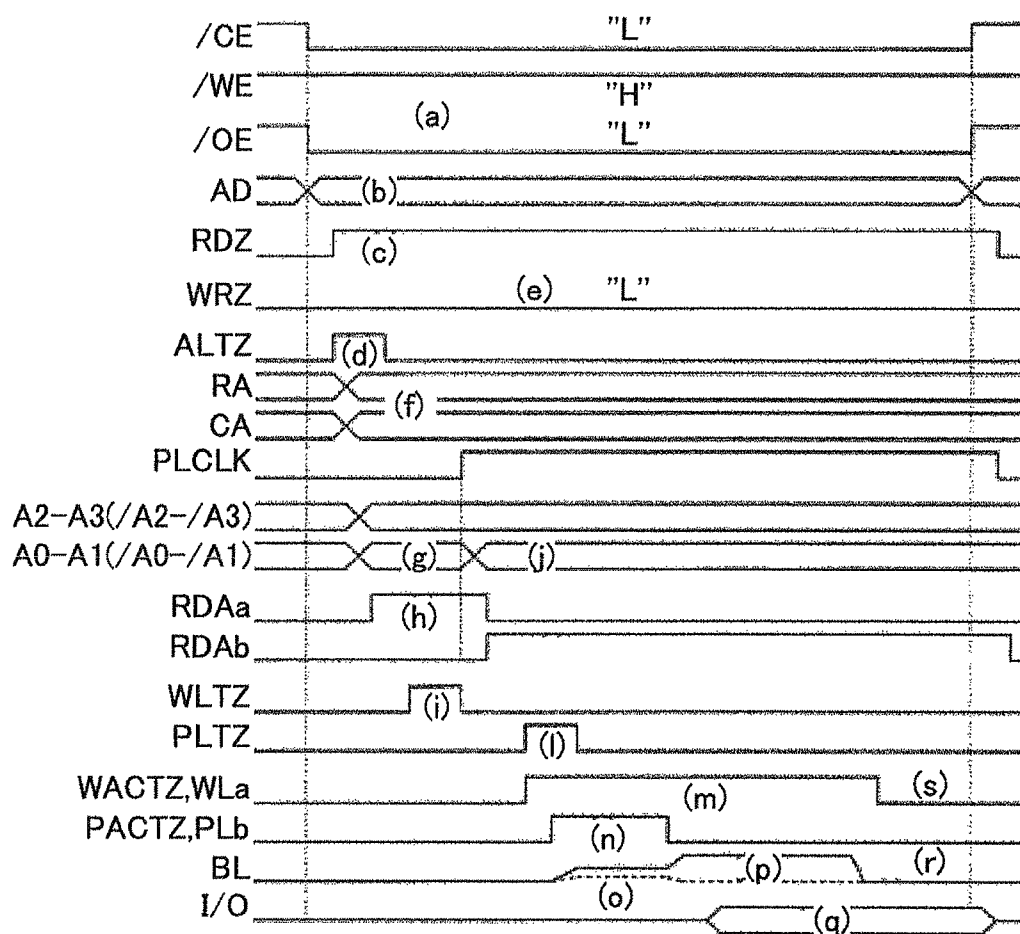 /CE "L"
/WE "H"
(a)
/OE "L"
AD (b)
RDZ (c)
WRZ (e) "L"
ALTZ (d)
RA
(f)
CA
PLCLK
A2-A3(/A2-/A3)
A0-A1(/A0-/A1) (g) (j)
RDAa (h)
RDAb
WLTZ (i)
PLTZ (l)
WACTZ,WLa (m) (s)
PACTZ,PLb (n)
BL (p) (r)
(o)
I/O (q)